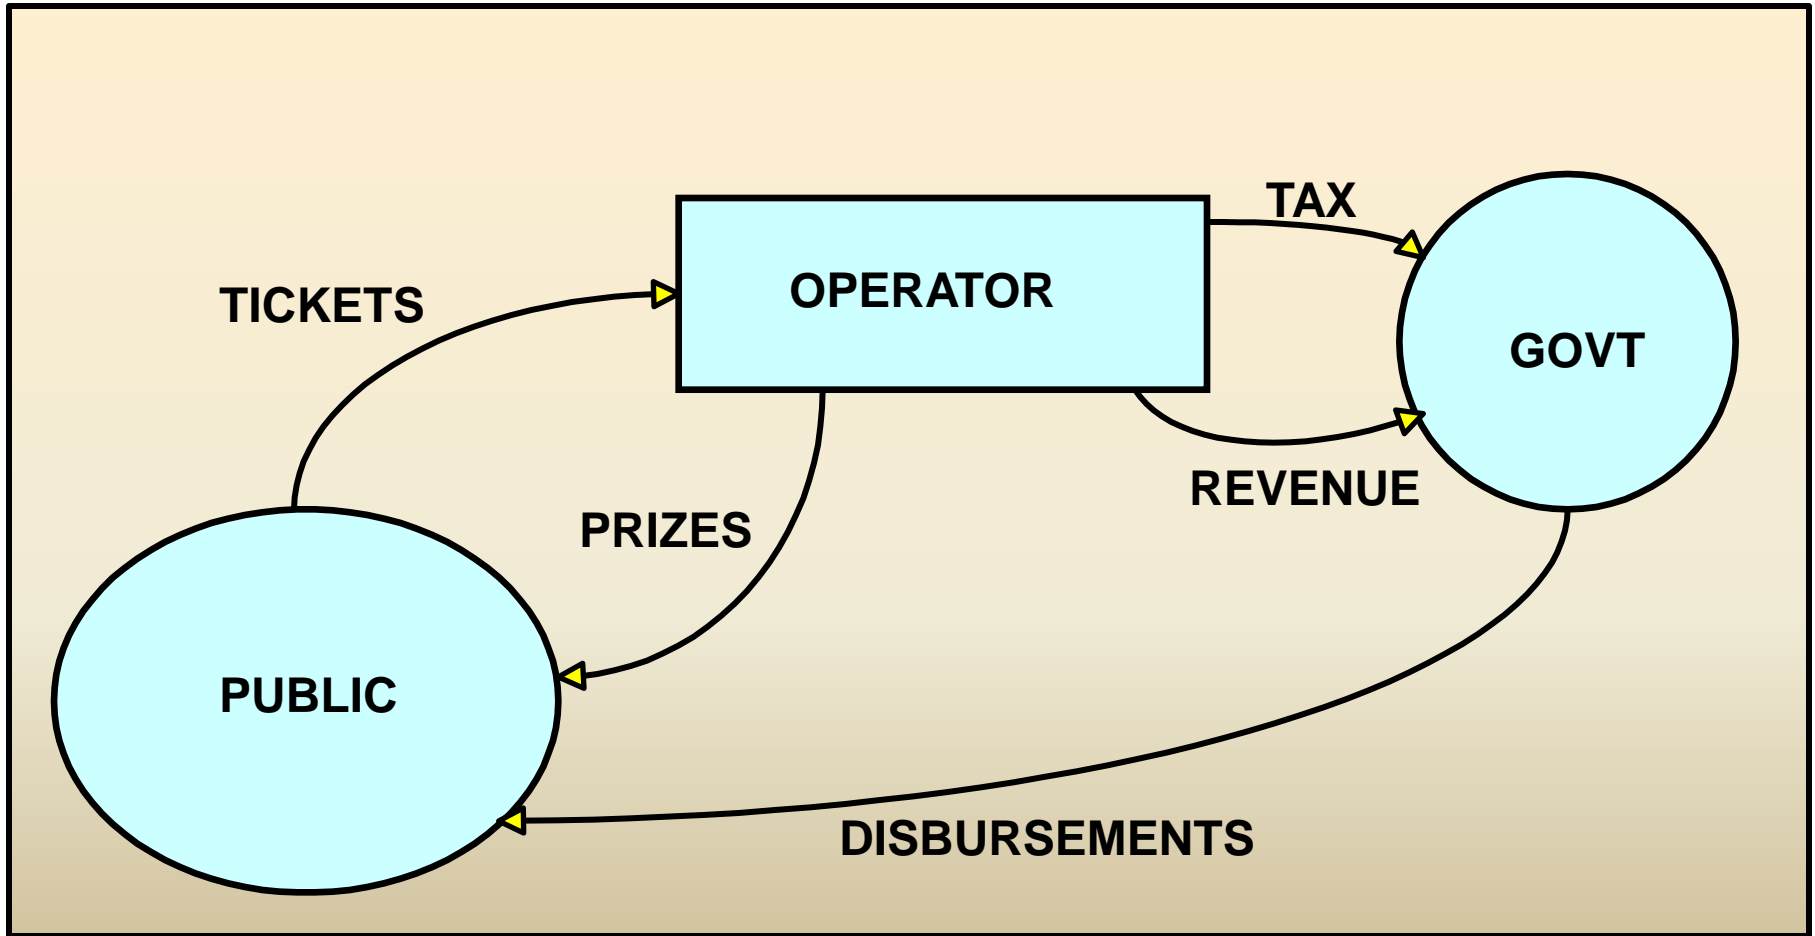 TAX
OPERATOR
TICKETS
GOVT
REVENUE
PRIZES
PUBLIC
DISBURSEMENTS